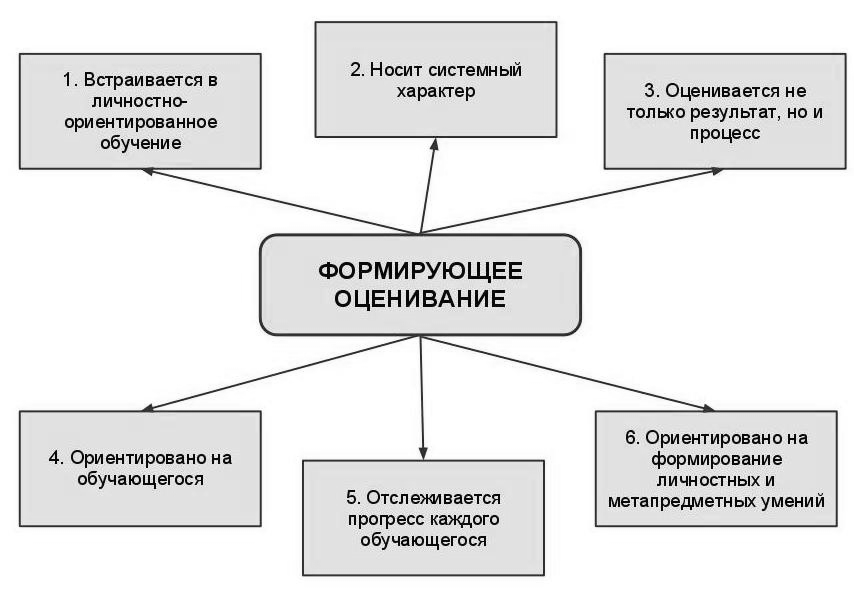 1. Встраивается в
личностно-
ориентированное
обучение
2. Носит системный
характер
3. Оценивается не
только результат, но и
процесс
ФОРМИРУЮЩЕЕ
ОЦЕНИВАНИЕ
4. Ориентировано на
обучающегося
5. Отслеживается
прогресс каждого
обучающегося
6. Ориентировано на
формирование
личностных и
метапредметных умений